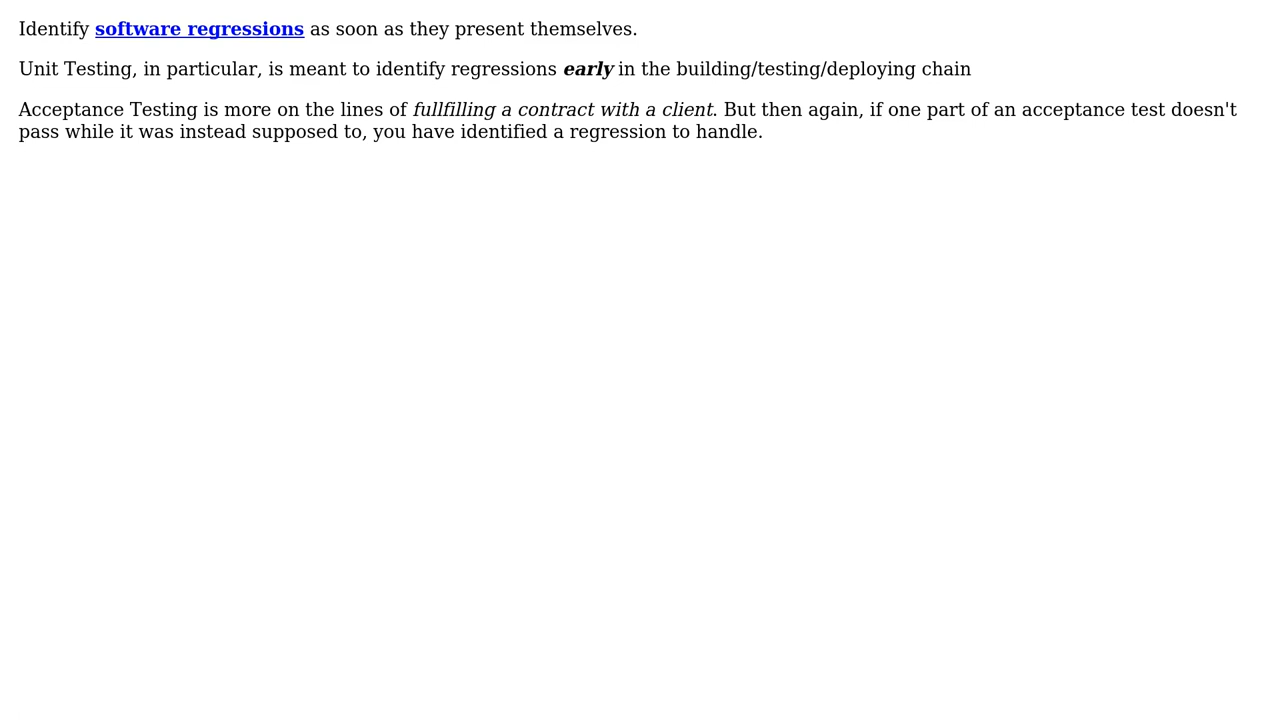 Identify software regressions as soon as they present themselves.
Unit Testing, in particular, is meant to identify regressions early in the building/testing/deploying chain
Acceptance Testing is more on the lines of fullfilling a contract with a client. But then again, if one part of an acceptance test doesn't
pass while it was instead supposed to, you have identified a regression to handle.